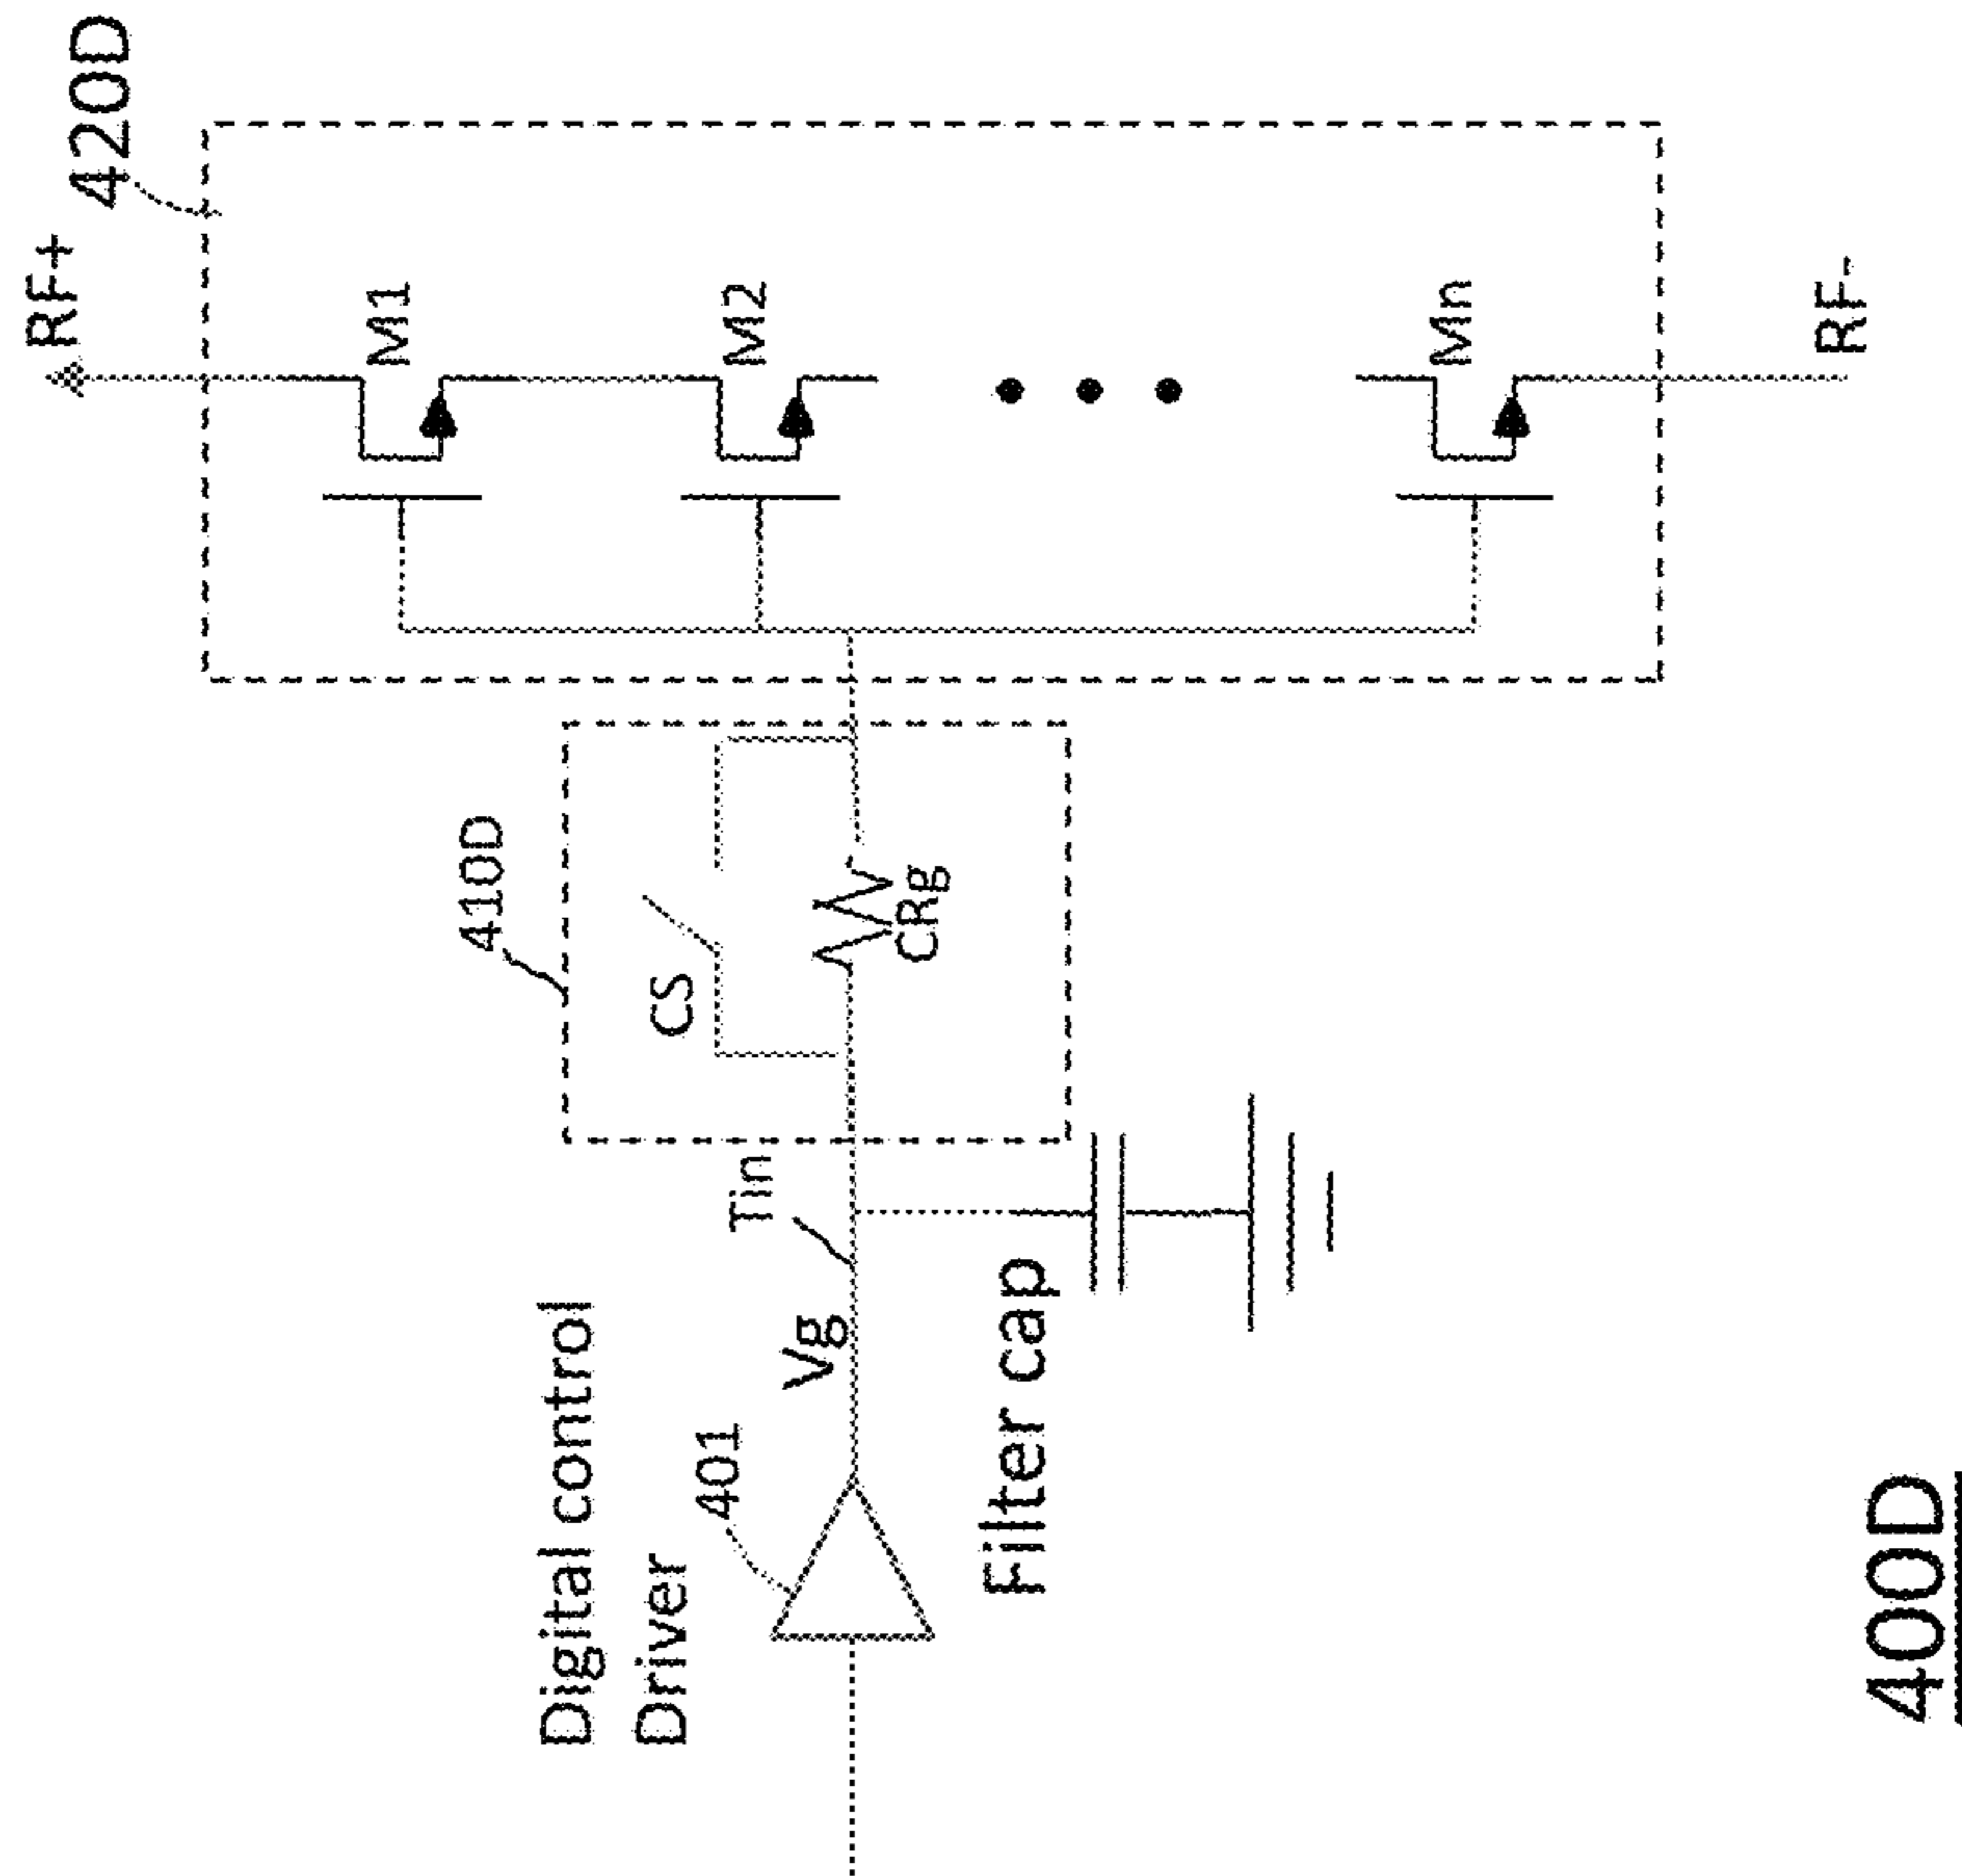 RF+
420D
M1
M2
Mn
RF-
410D
CS
CRg
Tin
Vg
Digital control
Driver
401
Filter cap
400D